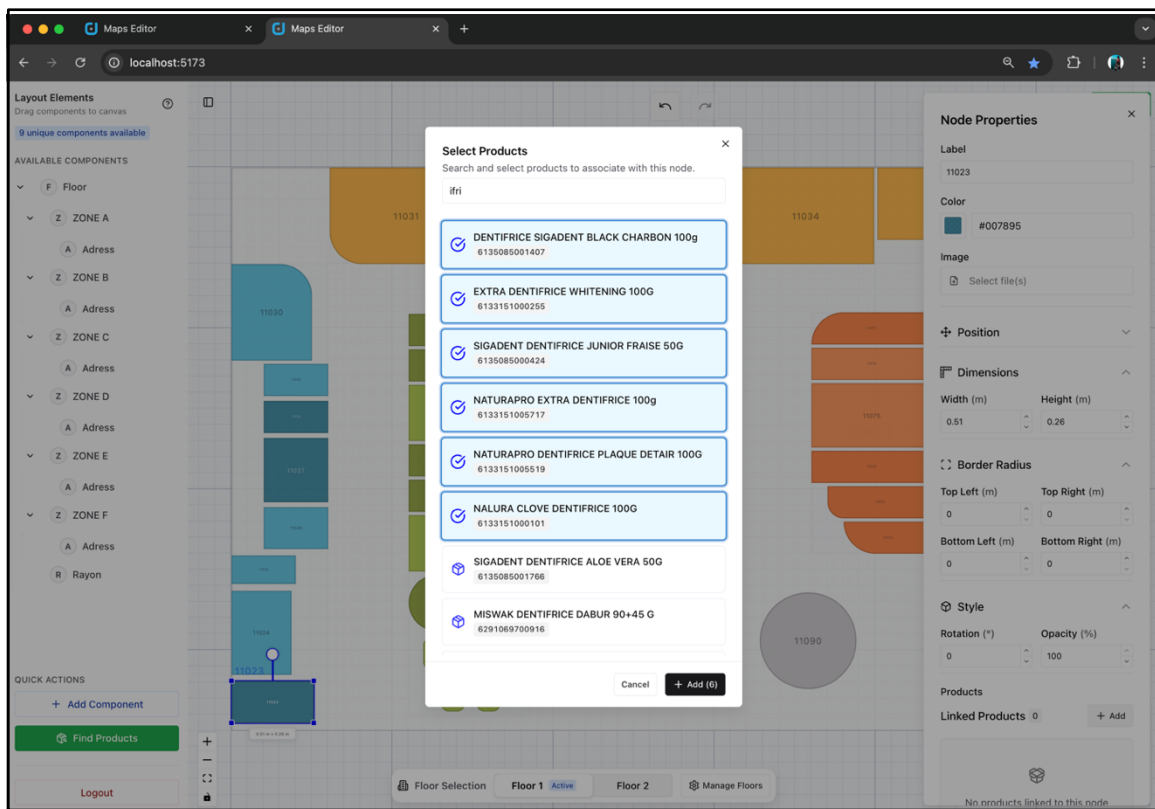 Maps Editor
Maps Editor
localhost:5173
Layout Elements
Drag components to canvas
9 unique components available
AVAILABLE COMPONENTS
F Floor
Z ZONE A
A Adress
Z ZONE B
A Adress
Z ZONE C
A Adress
Z ZONE D
A Adress
Z ZONE E
A Adress
Z ZONE F
A Adress
R Rayon
QUICK ACTIONS
+ Add Component
Find Products
Logout
11031
11034
11030
11027
11076
11090
11023
Select Products
Search and select products to associate with this node.
ifri
DENTIFRICE SIGADENT BLACK CHARBON 100g
6135085001407
EXTRA DENTIFRICE WHITENING 100G
6133151000255
SIGADENT DENTIFRICE JUNIOR FRAISE 50G
6135085000424
NATURAPRO EXTRA DENTIFRICE 100g
6133151005717
NATURAPRO DENTIFRICE PLAQUE DETAIR 100G
6133151005519
NALURA CLOVE DENTIFRICE 100G
6133151000101
SIGADENT DENTIFRICE ALOE VERA 50G
6135085001766
MISWAK DENTIFRICE DABUR 90+45 G
6291069700916
Cancel
+ Add (6)
0.51 m x 0.26 m
Floor Selection
Floor 1 Active
Floor 2
Manage Floors
Node Properties
Label
11023
Color
#007895
Image
Select file(s)
Position
Dimensions
Width (m) Height (m)
0.51 0.26
Border Radius
Top Left (m) Top Right (m)
0 0
Bottom Left (m) Bottom Right (m)
0 0
Style
Rotation (°) Opacity (%)
0 100
Products
Linked Products 0 + Add
No products linked to this node